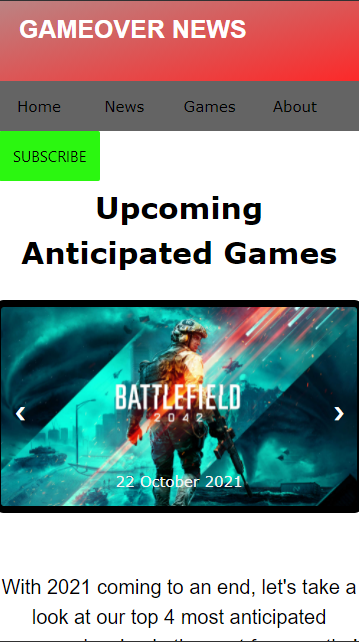 GAMEOVER NEWS
Home News Games About
SUBSCRIBE
Upcoming
Anticipated Games
❮ ❯
BATTLEFIELD
2042
22 October 2021
With 2021 coming to an end, let's take a
look at our top 4 most anticipated